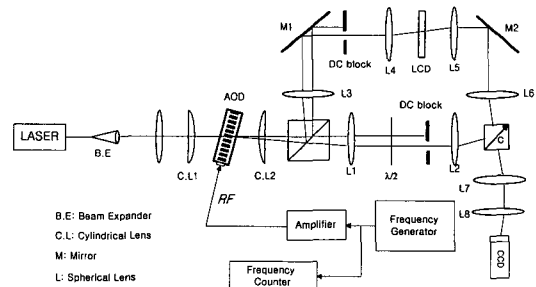 M1
M2
DC block
L4
LCD
L5
AOD
L3
DC block
L6
LASER
B.E
C.L1
C.L2
L1
λ/2
L2
C
L7
RF
L8
B.E: Beam Expander
C.L: Cylindrical Lens
M: Mirror
L: Spherical Lens
Amplifier
Frequency
Generator
Frequency
Counter
CCD